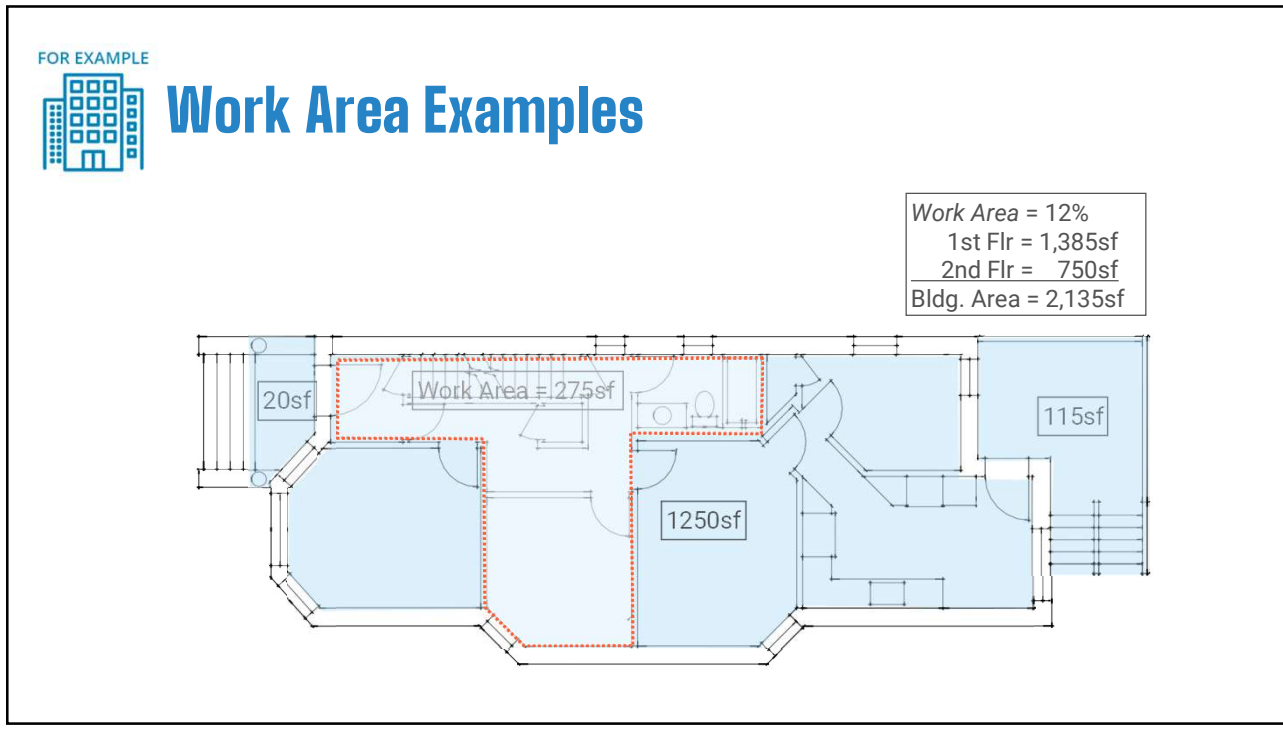 FOR EXAMPLE
Work Area Examples
Work Area = 12%
1st Flr = 1,385sf
2nd Flr = 750sf
Bldg. Area = 2,135sf
20sf
Work Area = 275sf
115sf
1250sf